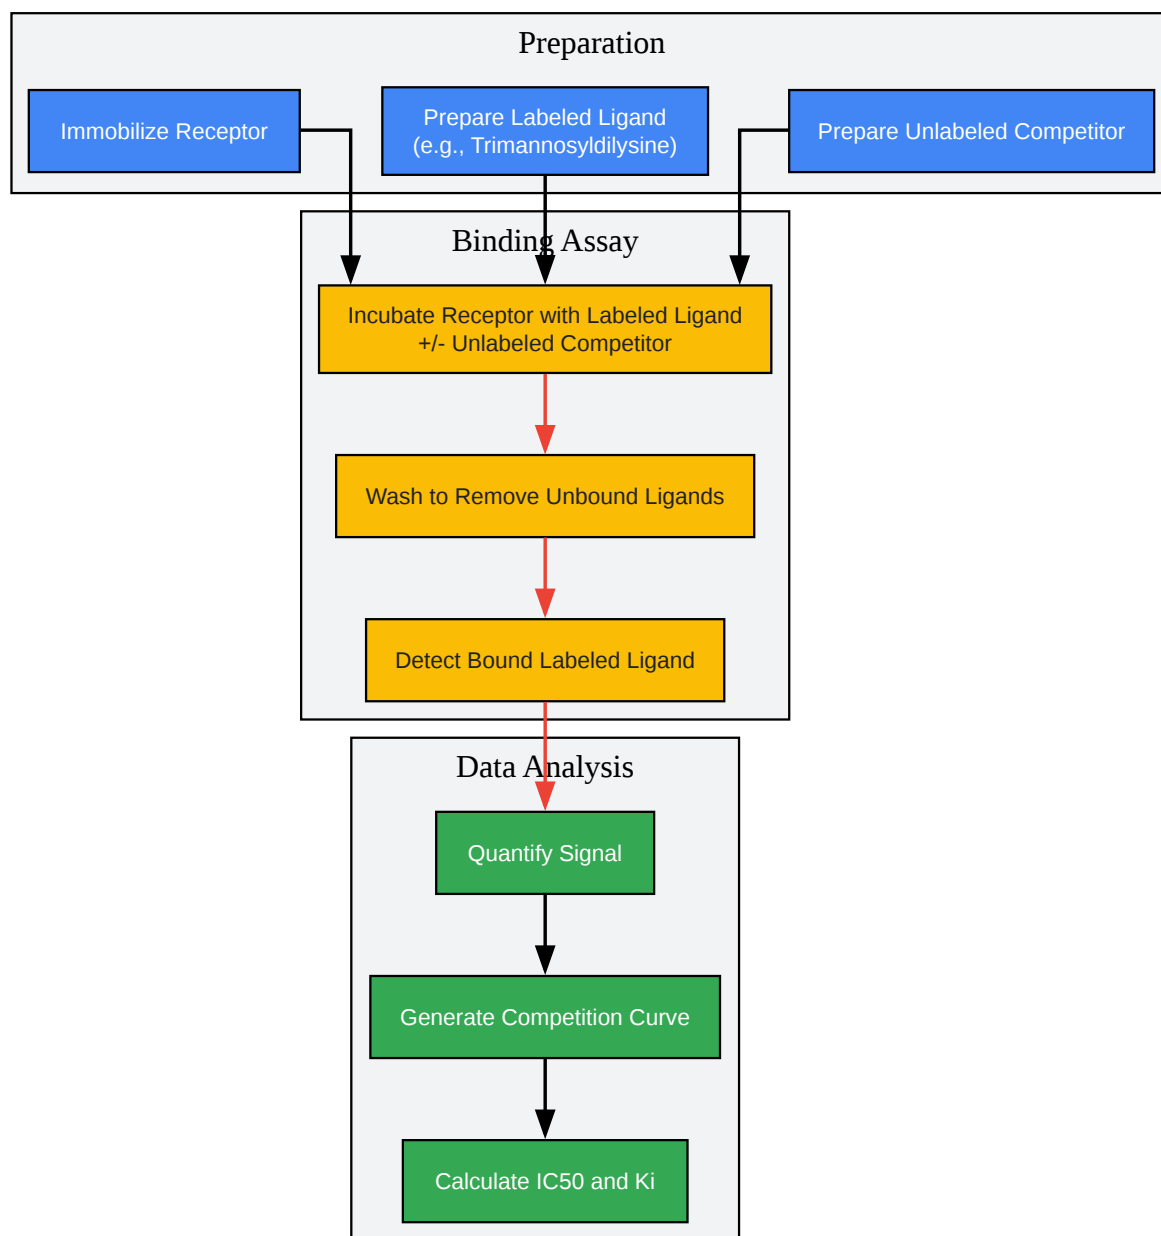 Preparation
Immobilize Receptor
Prepare Labeled Ligand
(e.g., Trimannosyldilysine)
Prepare Unlabeled Competitor
Binding Assay
Incubate Receptor with Labeled Ligand
+/- Unlabeled Competitor
Wash to Remove Unbound Ligands
Detect Bound Labeled Ligand
Data Analysis
Quantify Signal
Generate Competition Curve
Calculate IC50 and Ki